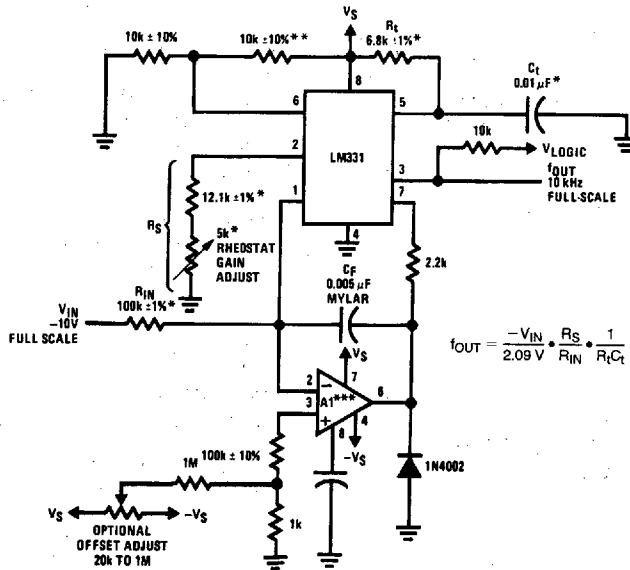 VS
10k ±10%
10k ±10%**
Rt
6.8k ±1%*
Ct
0.01 µF*
8
6
5
2
LM331
10k
VLOGIC
3
fOUT
10 kHz
FULL-SCALE
1
7
4
RS
12.1k ±1%*
5k*
RHEOSTAT
GAIN
ADJUST
2.2k
CF
0.005 µF
MYLAR
RIN
100k ±1%*
VIN
−10V
FULL SCALE
fOUT = −VIN/2.09 V • RS/RIN • 1/RtCt
VS
7
2
−
6
A1***
3
+
8
4
−VS
100k ±10%
1M
1N4002
VS
−VS
1k
OPTIONAL
OFFSET ADJUST
20k TO 1M